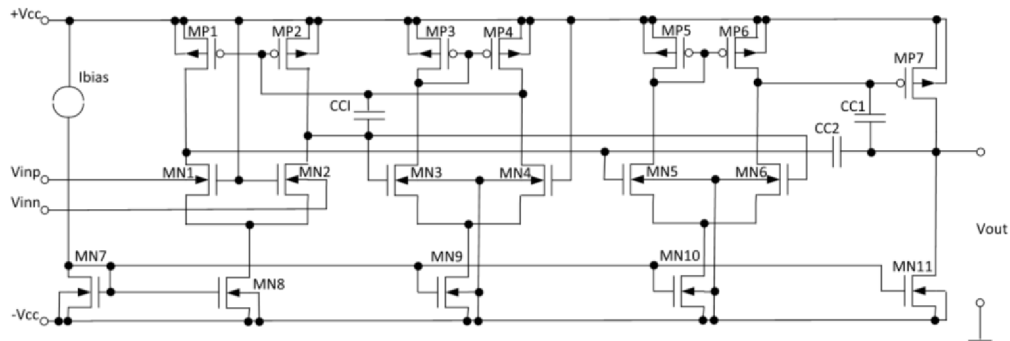 +Vcc
MP1 MP2 MP3 MP4 MP5 MP6
MP7
Ibias
CCI
CC1
CC2
Vinp
MN1 MN2 MN3 MN4 MN5 MN6
Vinn
Vout
MN7 MN8 MN9 MN10 MN11
-Vcc